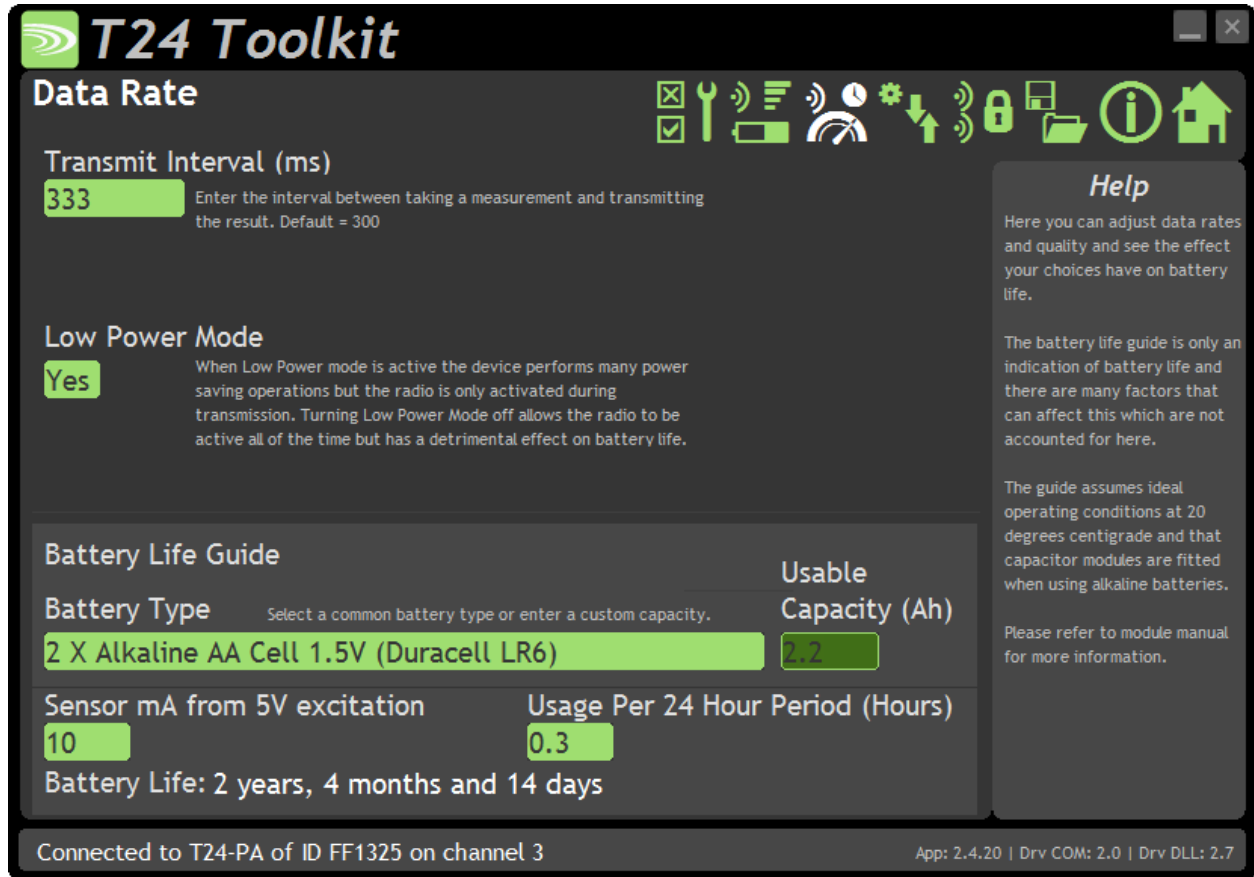 T24 Toolkit
Data Rate
Transmit Interval (ms)
333
Enter the interval between taking a measurement and transmitting
the result. Default = 300
Low Power Mode
Yes
When Low Power mode is active the device performs many power
saving operations but the radio is only activated during
transmission. Turning Low Power Mode off allows the radio to be
active all of the time but has a detrimental effect on battery life.
Battery Life Guide
Battery Type
Select a common battery type or enter a custom capacity.
Usable
Capacity (Ah)
2 X Alkaline AA Cell 1.5V (Duracell LR6)
2.2
Sensor mA from 5V excitation
10
Usage Per 24 Hour Period (Hours)
0.3
Battery Life: 2 years, 4 months and 14 days
Help
Here you can adjust data rates
and quality and see the effect
your choices have on battery
life.
The battery life guide is only an
indication of battery life and
there are many factors that
can affect this which are not
accounted for here.
The guide assumes ideal
operating conditions at 20
degrees centigrade and that
capacitor modules are fitted
when using alkaline batteries.
Please refer to module manual
for more information.
Connected to T24-PA of ID FF1325 on channel 3
App: 2.4.20 | Drv COM: 2.0 | Drv DLL: 2.7